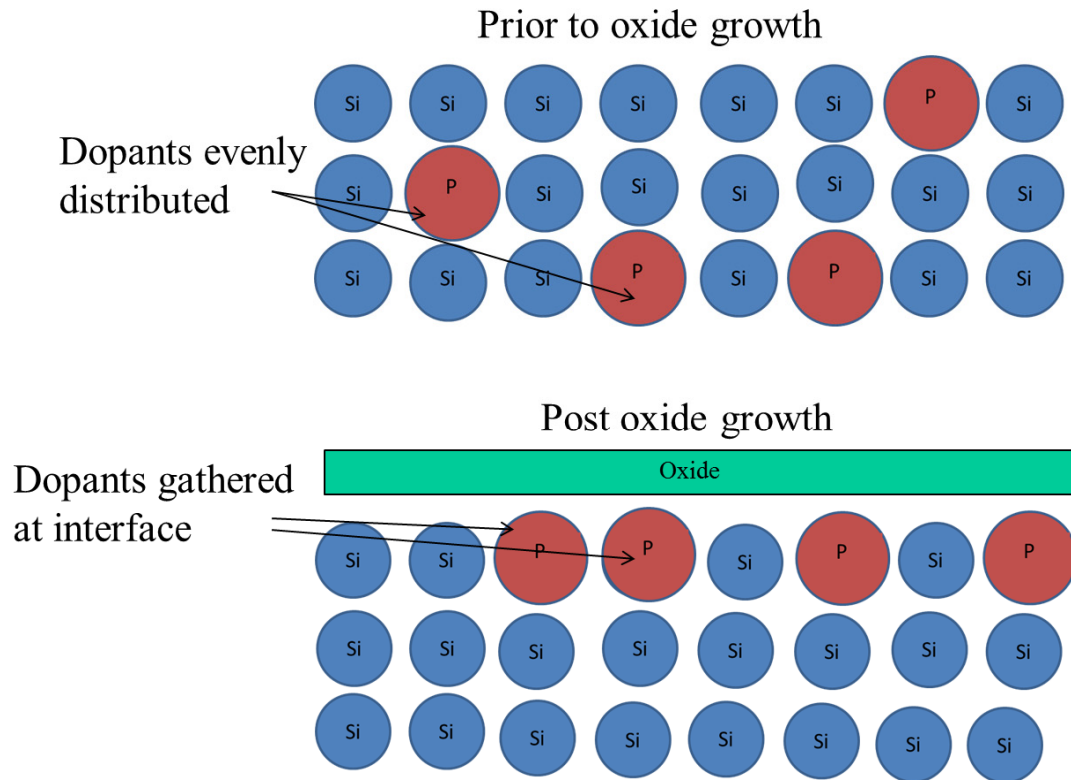 Prior to oxide growth
Si Si Si Si Si Si P Si
Dopants evenly
distributed
Si P Si Si Si Si Si Si
Si Si Si P Si P Si Si
Post oxide growth
Oxide
Dopants gathered
at interface
Si Si P P Si P Si P
Si Si Si Si Si Si Si Si
Si Si Si Si Si Si Si Si